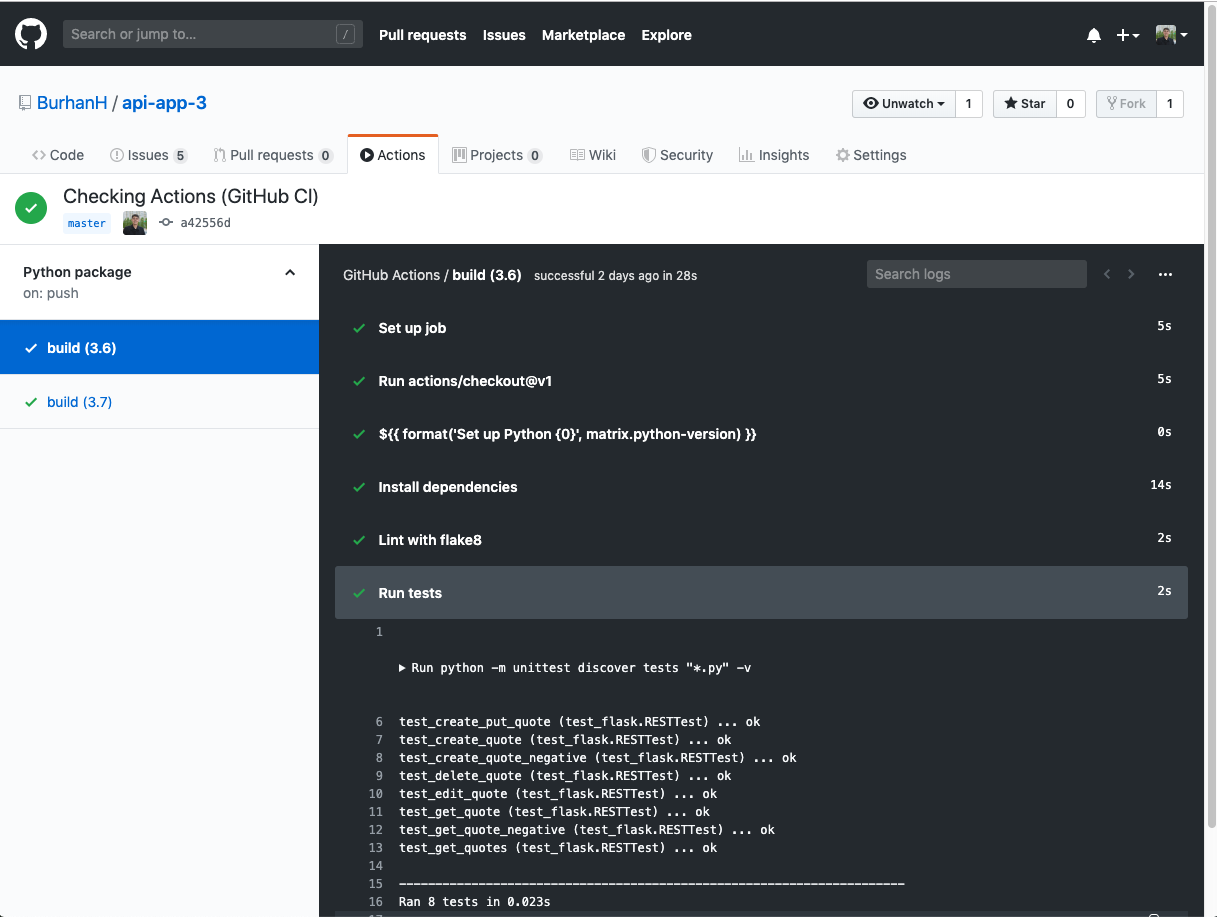 Search or jump to... /
Pull requests Issues Marketplace Explore
BurhanH / api-app-3
Unwatch 1 Star 0 Fork 1
Code Issues 5 Pull requests 0 Actions Projects 0 Wiki Security Insights Settings
Checking Actions (GitHub CI)
master a42556d
Python package
on: push
build (3.6)
build (3.7)
GitHub Actions / build (3.6) successful 2 days ago in 28s
Search logs
Set up job 5s
Run actions/checkout@v1 5s
${{ format('Set up Python {0}', matrix.python-version) }} 0s
Install dependencies 14s
Lint with flake8 2s
Run tests 2s
1
Run python -m unittest discover tests "*.py" -v
6 test_create_put_quote (test_flask.RESTTest) ... ok
7 test_create_quote (test_flask.RESTTest) ... ok
8 test_create_quote_negative (test_flask.RESTTest) ... ok
9 test_delete_quote (test_flask.RESTTest) ... ok
10 test_edit_quote (test_flask.RESTTest) ... ok
11 test_get_quote (test_flask.RESTTest) ... ok
12 test_get_quote_negative (test_flask.RESTTest) ... ok
13 test_get_quotes (test_flask.RESTTest) ... ok
14
15 ----------------------------------------------------------------------
16 Ran 8 tests in 0.023s